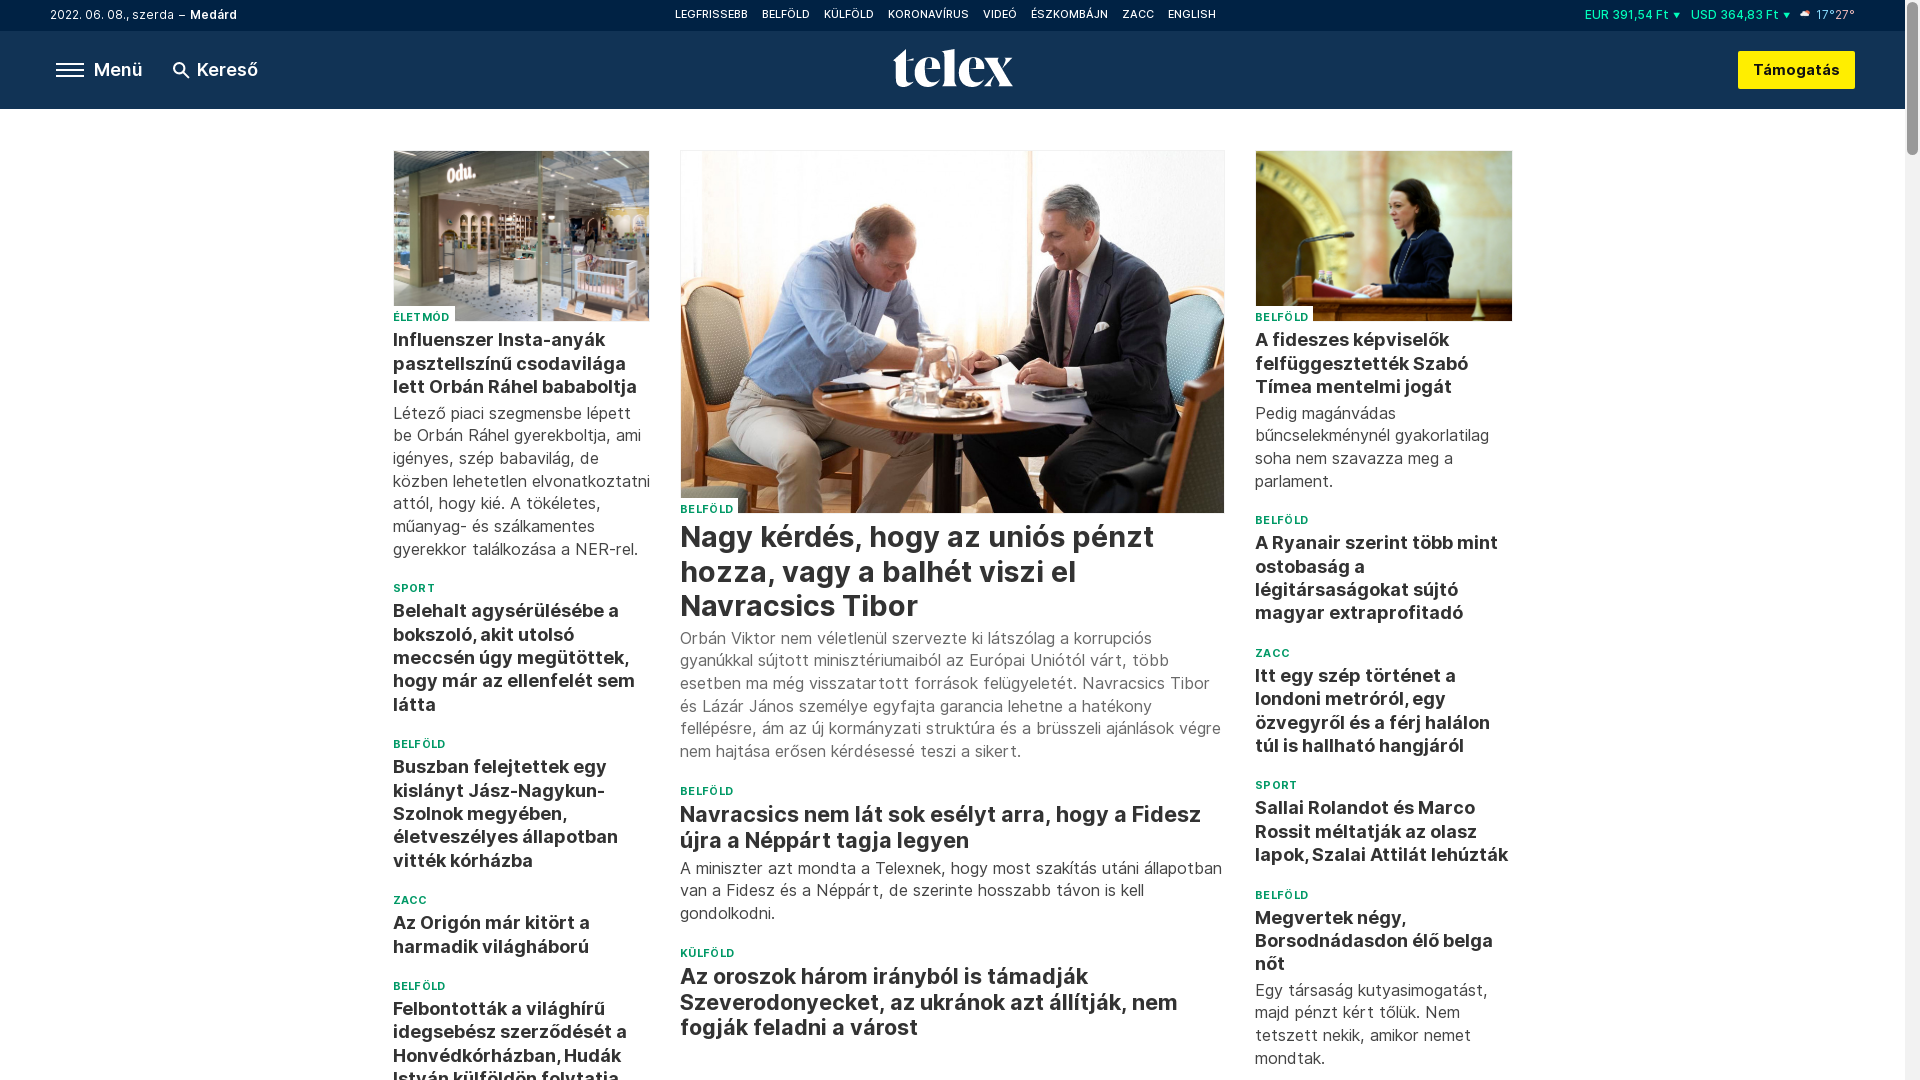 2022. 06. 08., szerda – Medárd
LEGFRISSEBB BELFÖLD KÜLFÖLD KORONAVÍRUS VIDEÓ ÉSZKOMBÁJN ZACC ENGLISH
EUR 391,54 Ft ▼ USD 364,83 Ft ▼ 17° 27°
Menü
Kereső
telex
Támogatás
Odu.
ÉLETMÓD
Influenszer Insta-anyák
pasztellszínű csodavilága
lett Orbán Ráhel bababoltja
Létező piaci szegmensbe lépett
be Orbán Ráhel gyerekboltja, ami
igényes, szép babavilág, de
közben lehetetlen elvonatkoztatni
attól, hogy kié. A tökéletes,
műanyag- és szálkamentes
gyerekkor találkozása a NER-rel.
SPORT
Belehalt agysérülésébe a
bokszoló, akit utolsó
meccsén úgy megütöttek,
hogy már az ellenfelét sem
látta
BELFÖLD
Buszban felejtettek egy
kislányt Jász-Nagykun-
Szolnok megyében,
életveszélyes állapotban
vitték kórházba
ZACC
Az Origón már kitört a
harmadik világháború
BELFÖLD
Felbontották a világhírű
idegsebész szerződését a
Honvédkórházban, Hudák
István külföldön folytatja
BELFÖLD
Nagy kérdés, hogy az uniós pénzt
hozza, vagy a balhét viszi el
Navracsics Tibor
Orbán Viktor nem véletlenül szervezte ki látszólag a korrupciós
gyanúkkal sújtott minisztériumaiból az Európai Uniótól várt, több
esetben ma még visszatartott források felügyeletét. Navracsics Tibor
és Lázár János személye egyfajta garancia lehetne a hatékony
fellépésre, ám az új kormányzati struktúra és a brüsszeli ajánlások végre
nem hajtása erősen kérdésessé teszi a sikert.
BELFÖLD
Navracsics nem lát sok esélyt arra, hogy a Fidesz
újra a Néppárt tagja legyen
A miniszter azt mondta a Telexnek, hogy most szakítás utáni állapotban
van a Fidesz és a Néppárt, de szerinte hosszabb távon is kell
gondolkodni.
KÜLFÖLD
Az oroszok három irányból is támadják
Szeverodonyecket, az ukránok azt állítják, nem
fogják feladni a várost
BELFÖLD
A fideszes képviselők
felfüggesztették Szabó
Tímea mentelmi jogát
Pedig magánvádas
bűncselekménynél gyakorlatilag
soha nem szavazza meg a
parlament.
BELFÖLD
A Ryanair szerint több mint
ostobaság a
légitársaságokat sújtó
magyar extraprofitadó
ZACC
Itt egy szép történet a
londoni metróról, egy
özvegyről és a férj halálon
túl is hallható hangjáról
SPORT
Sallai Rolandot és Marco
Rossit méltatják az olasz
lapok, Szalai Attilát lehúzták
BELFÖLD
Megvertek négy,
Borsodnádasdon élő belga
nőt
Egy társaság kutyasimogatást,
majd pénzt kért tőlük. Nem
tetszett nekik, amikor nemet
mondtak.